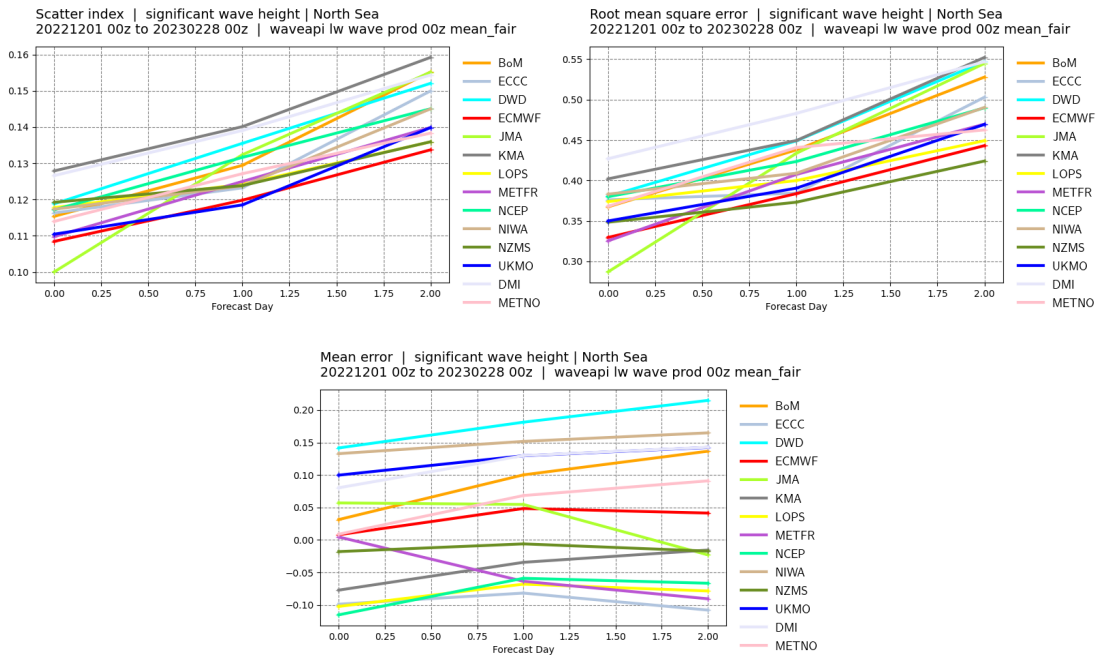 Scatter index | significant wave height | North Sea
20221201 00z to 20230228 00z | waveapi lw wave prod 00z mean_fair
0.16
0.15
0.14
0.13
0.12
0.11
0.10
0.00 0.25 0.50 0.75 1.00 1.25 1.50 1.75 2.00
Forecast Day
BoM
ECCC
DWD
ECMWF
JMA
KMA
LOPS
METFR
NCEP
NIWA
NZMS
UKMO
DMI
METNO
Root mean square error | significant wave height | North Sea
20221201 00z to 20230228 00z | waveapi lw wave prod 00z mean_fair
0.55
0.50
0.45
0.40
0.35
0.30
0.00 0.25 0.50 0.75 1.00 1.25 1.50 1.75 2.00
Forecast Day
BoM
ECCC
DWD
ECMWF
JMA
KMA
LOPS
METFR
NCEP
NIWA
NZMS
UKMO
DMI
METNO
Mean error | significant wave height | North Sea
20221201 00z to 20230228 00z | waveapi lw wave prod 00z mean_fair
0.20
0.15
0.10
0.05
0.00
−0.05
−0.10
0.00 0.25 0.50 0.75 1.00 1.25 1.50 1.75 2.00
Forecast Day
BoM
ECCC
DWD
ECMWF
JMA
KMA
LOPS
METFR
NCEP
NIWA
NZMS
UKMO
DMI
METNO